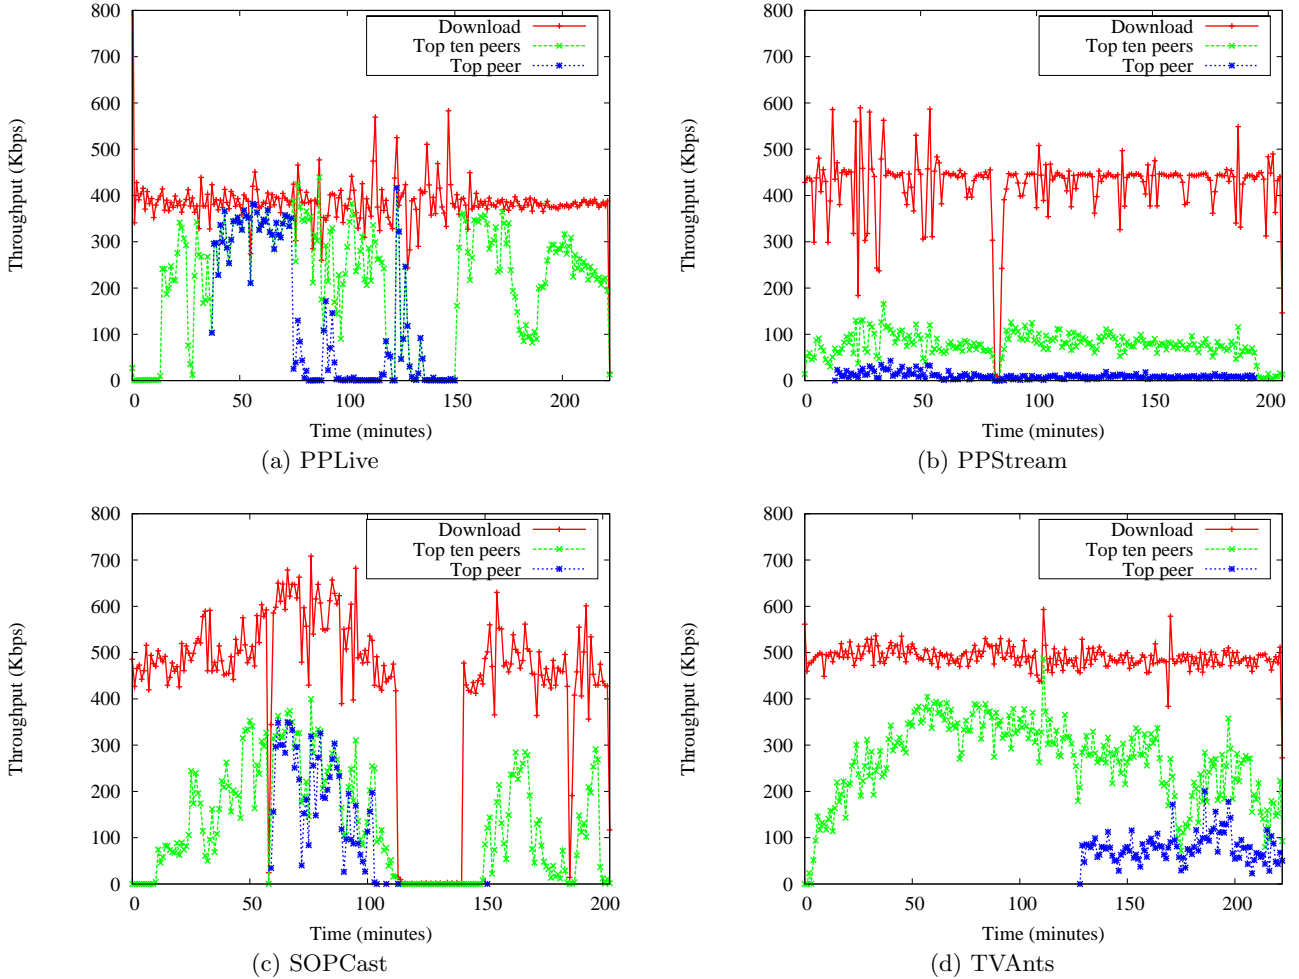 Throughput (Kbps)
800
700
600
500
400
300
200
100
0
Download
Top ten peers
Top peer
0 50 100 150 200
Time (minutes)
(a) PPLive
Throughput (Kbps)
800
700
600
500
400
300
200
100
0
Download
Top ten peers
Top peer
0 50 100 150 200
Time (minutes)
(b) PPStream
Throughput (Kbps)
800
700
600
500
400
300
200
100
0
Download
Top ten peers
Top peer
0 50 100 150 200
Time (minutes)
(c) SOPCast
Throughput (Kbps)
800
700
600
500
400
300
200
100
0
Download
Top ten peers
Top peer
0 50 100 150 200
Time (minutes)
(d) TVAnts